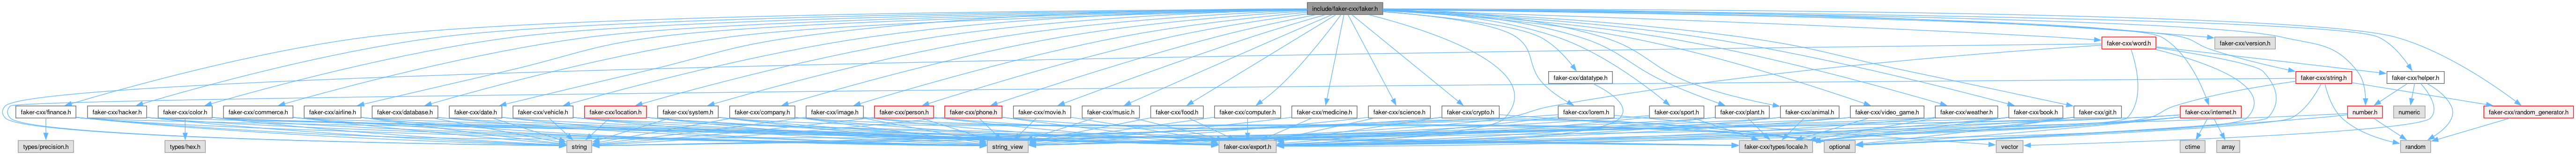 include/faker-cxx/faker.h
faker-cxx/word.h
faker-cxx/version.h
faker-cxx/datatype.h
faker-cxx/string.h
faker-cxx/helper.h
faker-cxx/finance.h
faker-cxx/hacker.h
faker-cxx/color.h
faker-cxx/commerce.h
faker-cxx/airline.h
faker-cxx/database.h
faker-cxx/date.h
faker-cxx/vehicle.h
faker-cxx/location.h
faker-cxx/system.h
faker-cxx/company.h
faker-cxx/image.h
faker-cxx/person.h
faker-cxx/phone.h
faker-cxx/movie.h
faker-cxx/music.h
faker-cxx/food.h
faker-cxx/computer.h
faker-cxx/medicine.h
faker-cxx/science.h
faker-cxx/crypto.h
faker-cxx/lorem.h
faker-cxx/sport.h
faker-cxx/plant.h
faker-cxx/animal.h
faker-cxx/video_game.h
faker-cxx/weather.h
faker-cxx/book.h
faker-cxx/git.h
faker-cxx/internet.h
number.h
numeric
faker-cxx/random_generator.h
types/precision.h
types/hex.h
string
string_view
faker-cxx/export.h
faker-cxx/types/locale.h
optional
vector
ctime
array
random